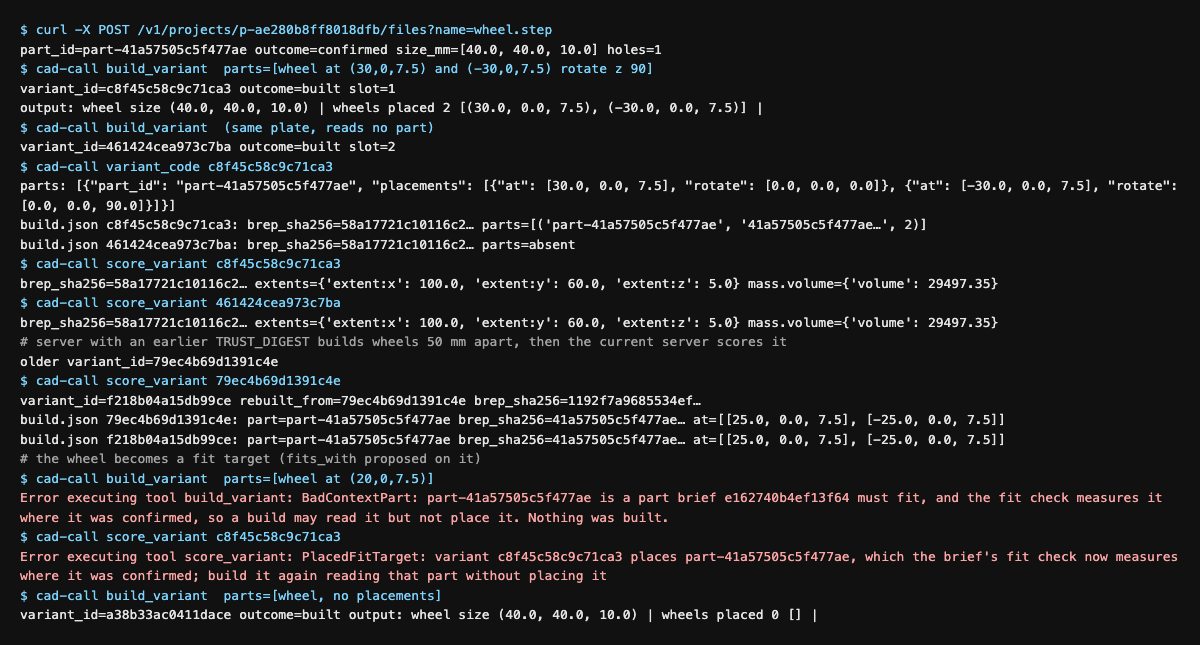 $ curl -X POST /v1/projects/p-ae280b8ff8018dfb/files?name=wheel.step
part_id=part-41a57505c5f477ae outcome=confirmed size_mm=[40.0, 40.0, 10.0] holes=1
$ cad-call build_variant  parts=[wheel at (30,0,7.5) and (-30,0,7.5) rotate z 90]
variant_id=c8f45c58c9c71ca3 outcome=built slot=1
output: wheel size (40.0, 40.0, 10.0) | wheels placed 2 [(30.0, 0.0, 7.5), (-30.0, 0.0, 7.5)] |
$ cad-call build_variant  (same plate, reads no part)
variant_id=461424cea973c7ba outcome=built slot=2
$ cad-call variant_code c8f45c58c9c71ca3
parts: [{"part_id": "part-41a57505c5f477ae", "placements": [{"at": [30.0, 0.0, 7.5], "rotate": [0.0, 0.0, 0.0]}, {"at": [-30.0, 0.0, 7.5], "rotate":
[0.0, 0.0, 90.0]}]}]
build.json c8f45c58c9c71ca3: brep_sha256=58a17721c10116c2… parts=[('part-41a57505c5f477ae', '41a57505c5f477ae…', 2)]
build.json 461424cea973c7ba: brep_sha256=58a17721c10116c2… parts=absent
$ cad-call score_variant c8f45c58c9c71ca3
brep_sha256=58a17721c10116c2… extents={'extent:x': 100.0, 'extent:y': 60.0, 'extent:z': 5.0} mass.volume={'volume': 29497.35}
$ cad-call score_variant 461424cea973c7ba
brep_sha256=58a17721c10116c2… extents={'extent:x': 100.0, 'extent:y': 60.0, 'extent:z': 5.0} mass.volume={'volume': 29497.35}
# server with an earlier TRUST_DIGEST builds wheels 50 mm apart, then the current server scores it
older variant_id=79ec4b69d1391c4e
$ cad-call score_variant 79ec4b69d1391c4e
variant_id=f218b04a15db99ce rebuilt_from=79ec4b69d1391c4e brep_sha256=1192f7a9685534ef…
build.json 79ec4b69d1391c4e: part=part-41a57505c5f477ae brep_sha256=41a57505c5f477ae… at=[[25.0, 0.0, 7.5], [-25.0, 0.0, 7.5]]
build.json f218b04a15db99ce: part=part-41a57505c5f477ae brep_sha256=41a57505c5f477ae… at=[[25.0, 0.0, 7.5], [-25.0, 0.0, 7.5]]
# the wheel becomes a fit target (fits_with proposed on it)
$ cad-call build_variant  parts=[wheel at (20,0,7.5)]
Error executing tool build_variant: BadContextPart: part-41a57505c5f477ae is a part brief e162740b4ef13f64 must fit, and the fit check measures it
where it was confirmed, so a build may read it but not place it. Nothing was built.
$ cad-call score_variant c8f45c58c9c71ca3
Error executing tool score_variant: PlacedFitTarget: variant c8f45c58c9c71ca3 places part-41a57505c5f477ae, which the brief's fit check now measures
where it was confirmed; build it again reading that part without placing it
$ cad-call build_variant  parts=[wheel, no placements]
variant_id=a38b33ac0411dace outcome=built output: wheel size (40.0, 40.0, 10.0) | wheels placed 0 [] |